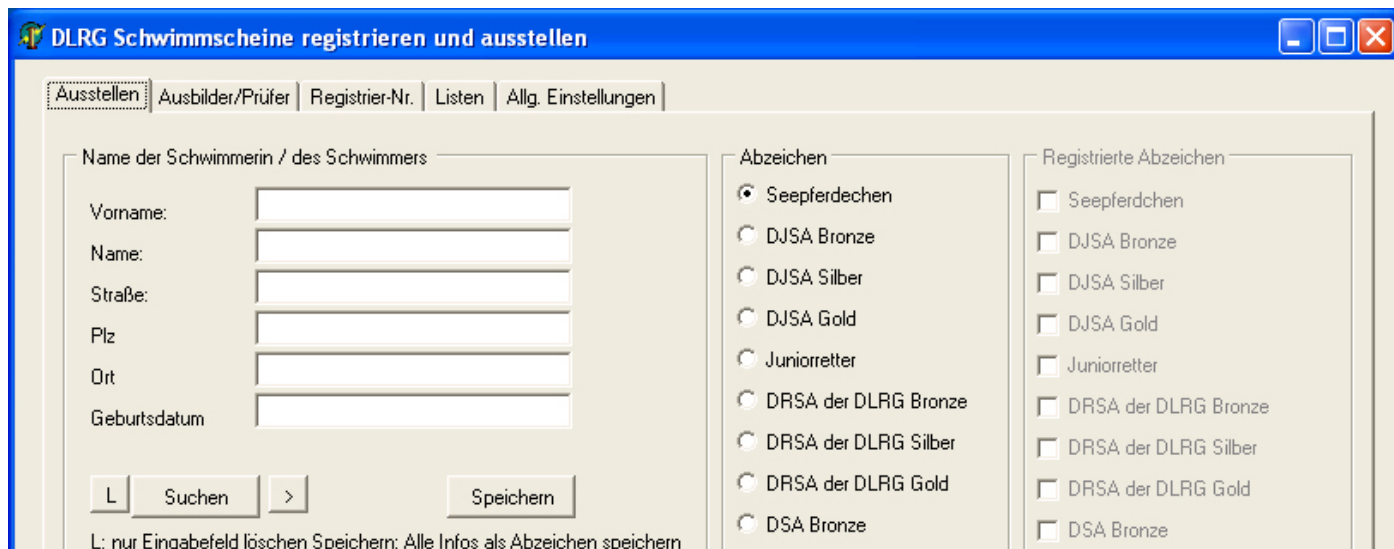 DLRG Schwimmscheine registrieren und ausstellen
Ausstellen Ausbilder/Prüfer Registrier-Nr. Listen Allg. Einstellungen
Name der Schwimmerin / des Schwimmers
Vorname:
Name:
Straße:
Plz
Ort
Geburtsdatum
L Suchen > Speichern
L: nur Eingabefeld löschen Speichern: Alle Infos als Abzeichen speichern
Abzeichen
Seepferdechen
DJSA Bronze
DJSA Silber
DJSA Gold
Juniorretter
DRSA der DLRG Bronze
DRSA der DLRG Silber
DRSA der DLRG Gold
DSA Bronze
Registrierte Abzeichen
Seepferdchen
DJSA Bronze
DJSA Silber
DJSA Gold
Juniorretter
DRSA der DLRG Bronze
DRSA der DLRG Silber
DRSA der DLRG Gold
DSA Bronze